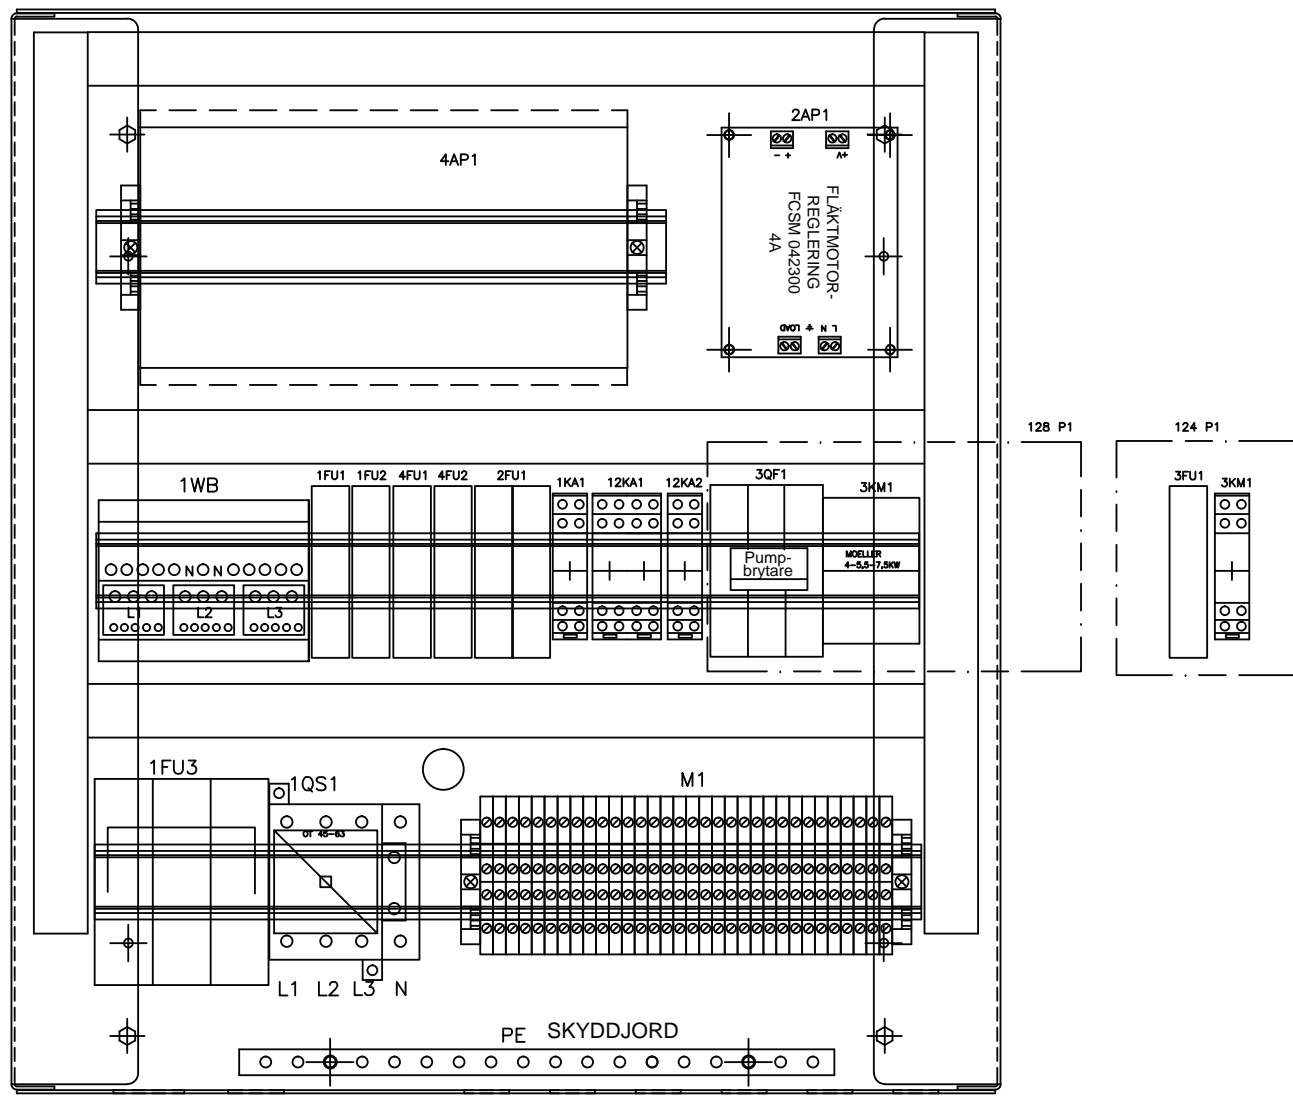 2AP1
4AP1
- +
+V
FLÄKTMOTOR-
REGLERING
FCSM 042300
4A
LOAD ⏚ N L
128 P1
124 P1
1WB
1FU1
1FU2
4FU1
4FU2
2FU1
1KA1
12KA1
12KA2
3QF1
3KM1
3FU1
3KM1
Pump-
brytare
MOELLER
4-5,5-7,5KW
N N
L1
L2
L3
1FU3
1QS1
M1
OT 45-63
L1 L2 L3 N
PE SKYDDJORD